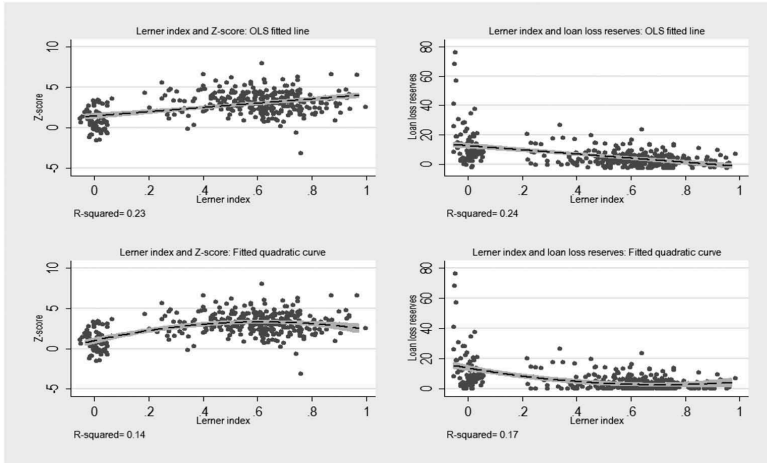 Lerner index and Z-score: OLS fitted line
10
5
0
-5
Z-score
0 .2 .4 .6 .8 1
Lerner index
R-squared= 0.23
Lerner index and loan loss reserves: OLS fitted line
80
60
40
20
0
Loan loss reserves
0 .2 .4 .6 .8 1
Lerner index
R-squared= 0.24
Lerner index and Z-score: Fitted quadratic curve
10
5
0
-5
Z-score
0 .2 .4 .6 .8 1
Lerner index
R-squared= 0.14
Lerner index and loan loss reserves: Fitted quadratic curve
80
60
40
20
0
Loan loss reserves
0 .2 .4 .6 .8 1
Lerner index
R-squared= 0.17